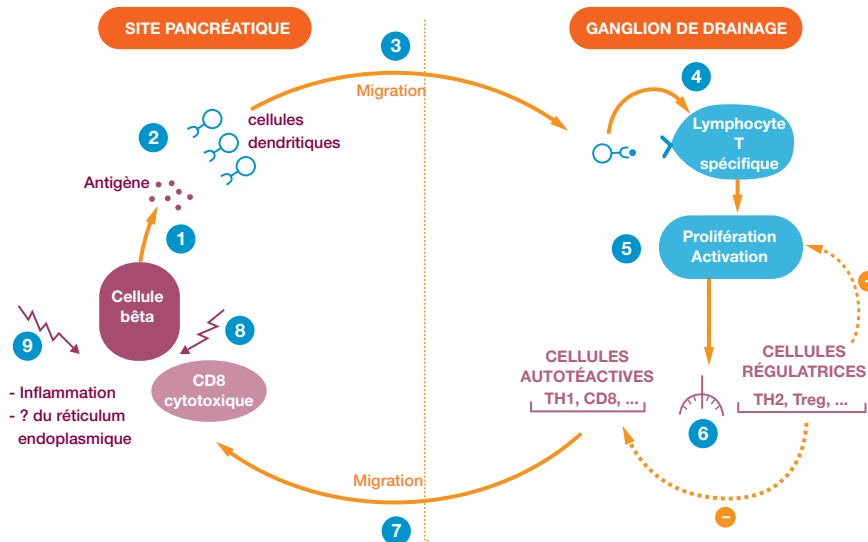 SITE PANCRÉATIQUE
GANGLION DE DRAINAGE
3
Migration
4
2
cellules
dendritiques
Lymphocyte
T
spécifique
Antigène
1
5
Prolifération
Activation
–
Cellule
bêta
9
8
CD8
cytotoxique
- Inflammation
- ? du réticulum
endoplasmique
CELLULES
AUTOTÉACTIVES
TH1, CD8, ...
CELLULES
RÉGULATRICES
TH2, Treg, ...
6
Migration
–
7